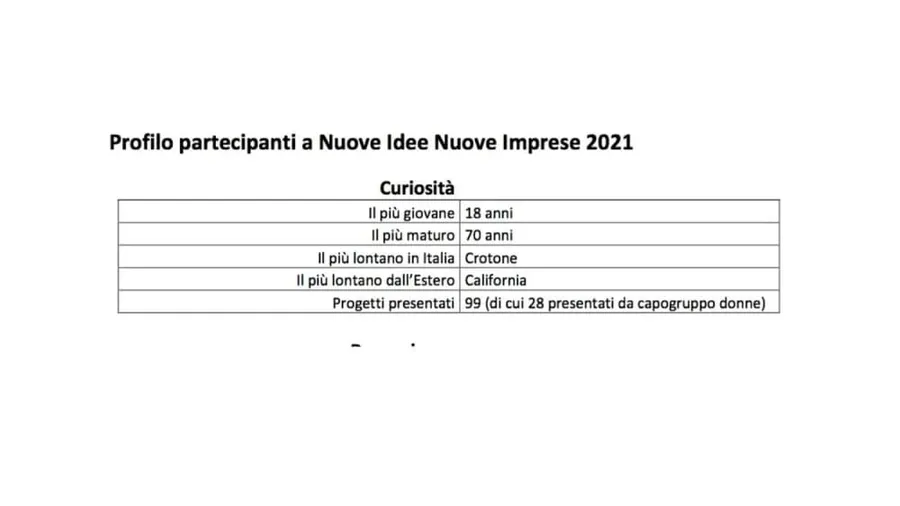 Profilo partecipanti a Nuove Idee Nuove Imprese 2021
Curiosità
Il più giovane 18 anni
Il più maturo 70 anni
Il più lontano in Italia Crotone
Il più lontano dall'Estero California
Progetti presentati 99 (di cui 28 presentati da capogruppo donne)